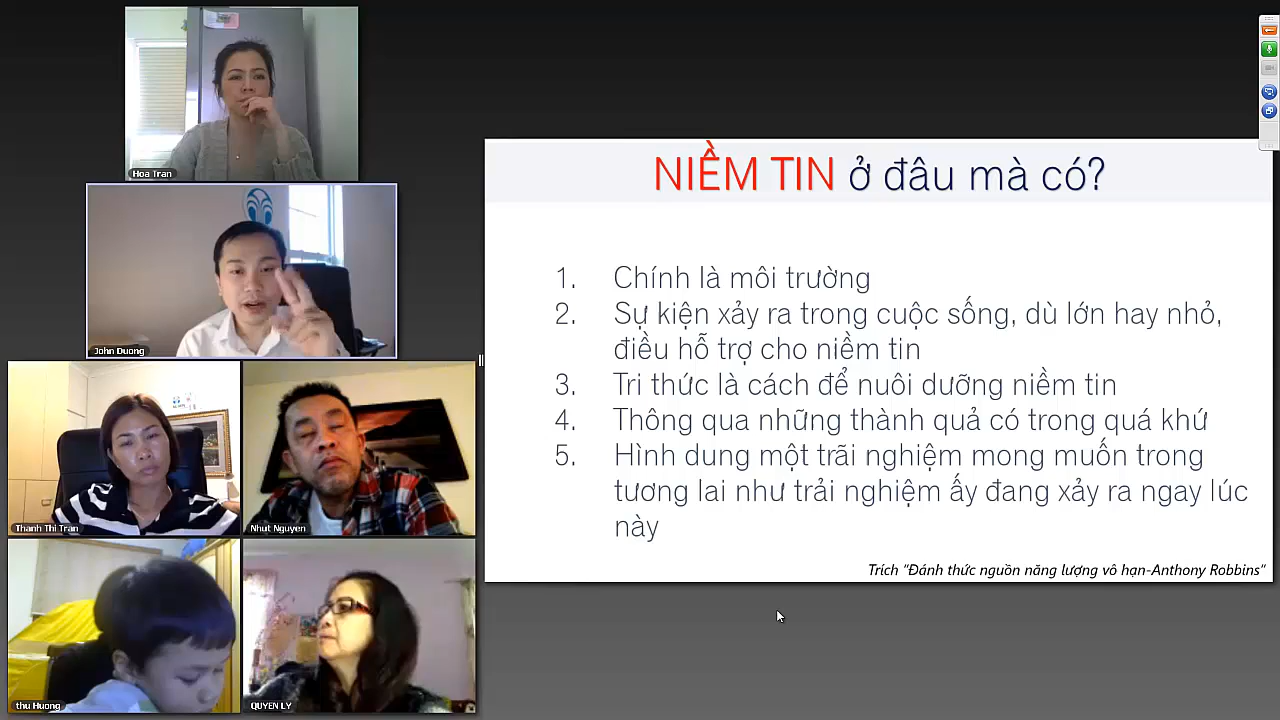 Hoa Tran
John Duong
Thanh Thi Tran
Nhut Nguyen
thu Huong
QUYEN LY
NIỀM TIN ở đâu mà có?
1. Chính là môi trường
2. Sự kiện xảy ra trong cuộc sống, dù lớn hay nhỏ,
điều hỗ trợ cho niềm tin
3. Tri thức là cách để nuôi dưỡng niềm tin
4. Thông qua những thanh quả có trong quá khứ
5. Hình dung một trãi nghiệm mong muốn trong
tương lai như trải nghiệm ấy đang xảy ra ngay lúc
này
Trích "Đánh thức nguồn năng lượng vô hạn-Anthony Robbins"